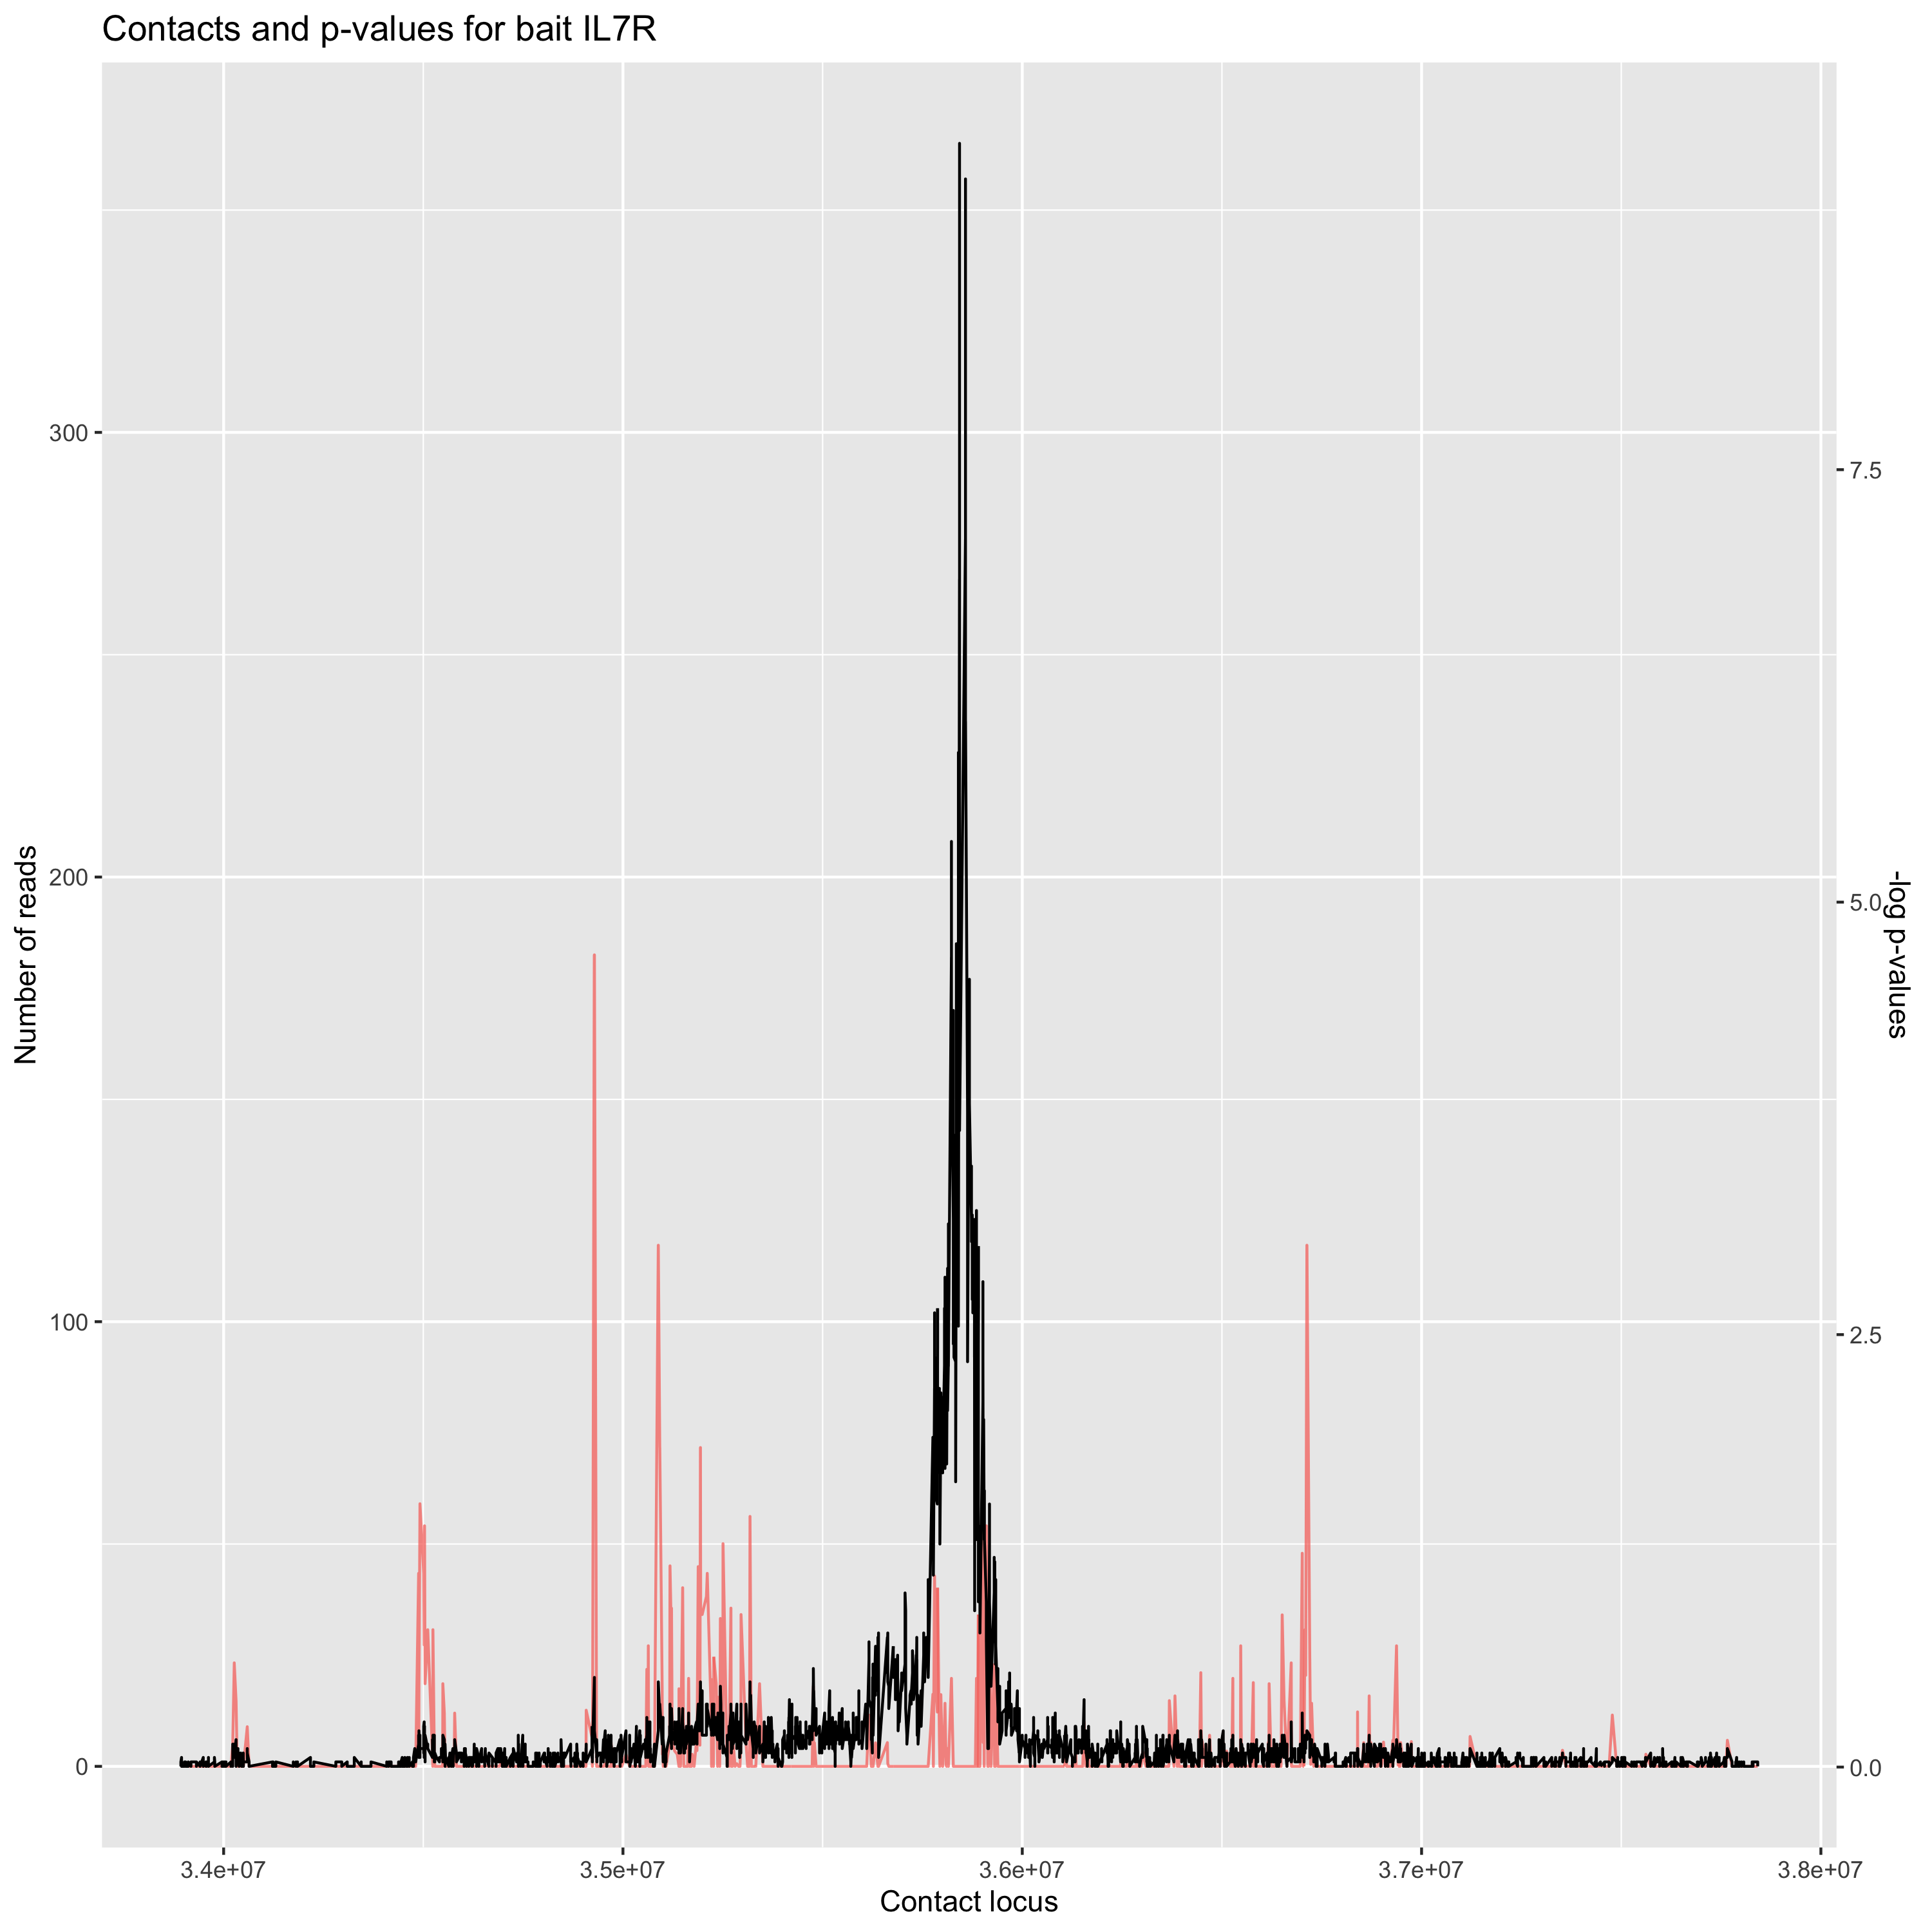 Contacts and p-values for bait IL7R
300
200
100
0
Number of reads
7.5
5.0
2.5
0.0
-log p-values
3.4e+07
3.5e+07
3.6e+07
3.7e+07
3.8e+07
Contact locus